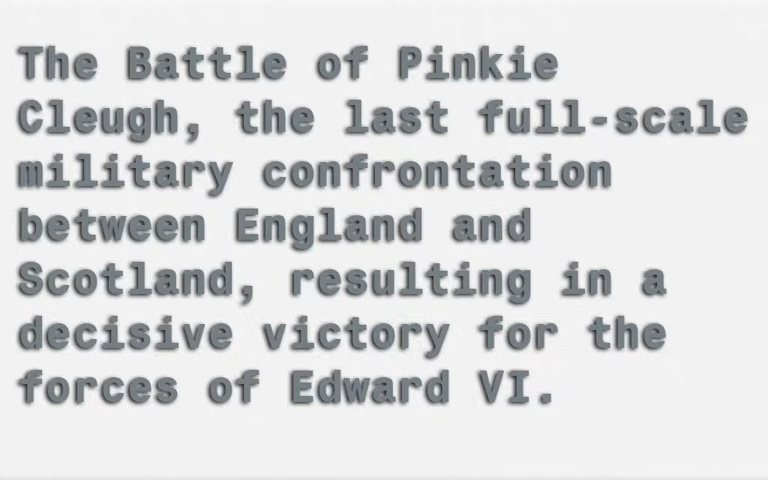 The Battle of Pinkie
Cleugh, the last full-scale
military confrontation
between England and
Scotland, resulting in a
decisive victory for the
forces of Edward VI.